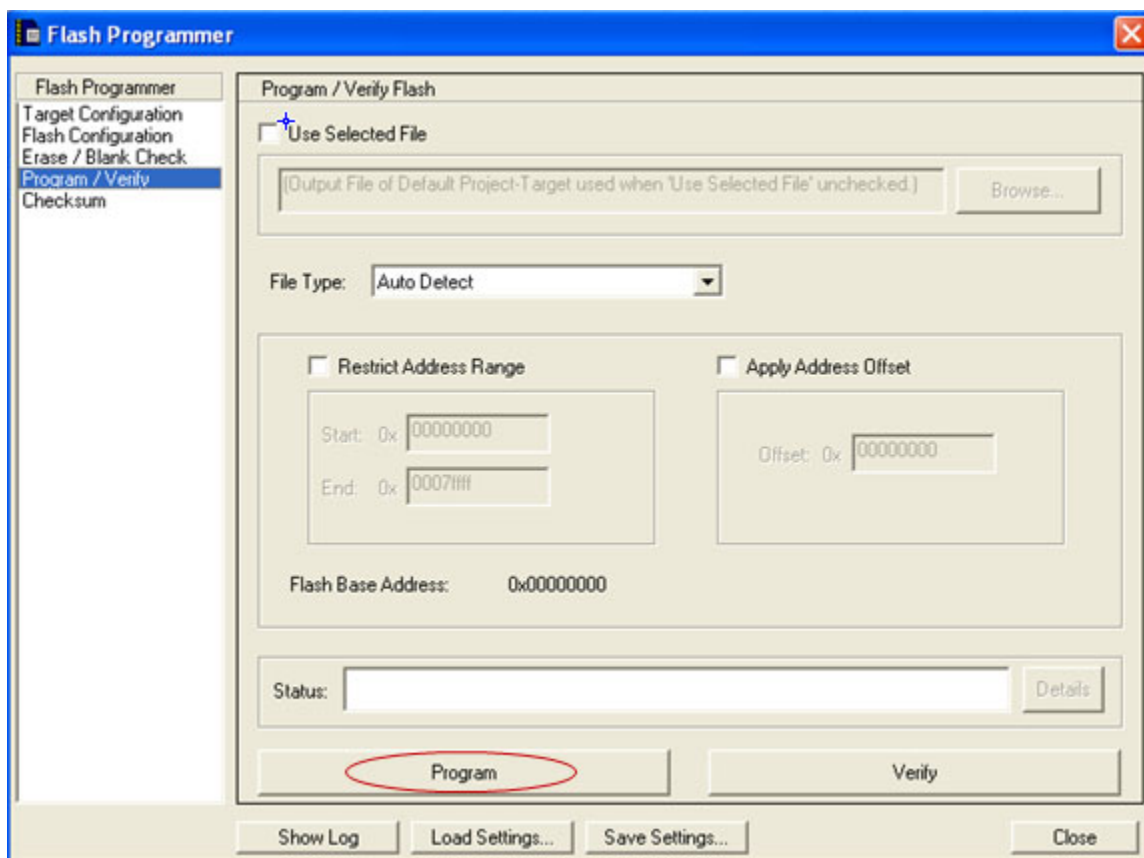 Flash Programmer
Flash Programmer
Target Configuration
Flash Configuration
Erase / Blank Check
Program / Verify
Checksum
Program / Verify Flash
Use Selected File
(Output File of Default Project-Target used when 'Use Selected File' unchecked.)
Browse...
File Type: Auto Detect
Restrict Address Range
Start: 0x 00000000
End: 0x 0007ffff
Apply Address Offset
Offset: 0x 00000000
Flash Base Address: 0x00000000
Status:
Details
Program
Verify
Show Log
Load Settings...
Save Settings...
Close